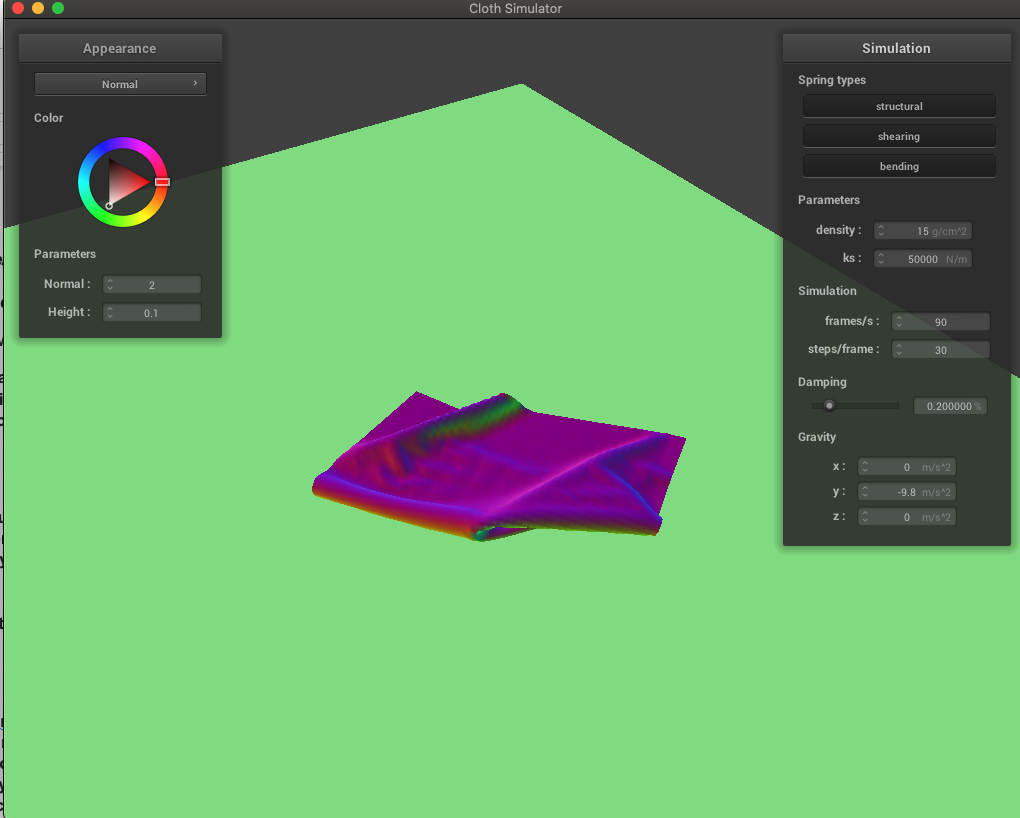 Cloth Simulator
Appearance
Normal
Color
Parameters
Normal : 2
Height : 0.1
Simulation
Spring types
structural
shearing
bending
Parameters
density : 15 g/cm^2
ks : 50000 N/m
Simulation
frames/s : 90
steps/frame : 30
Damping
0.200000 %
Gravity
x : 0 m/s^2
y : -9.8 m/s^2
z : 0 m/s^2